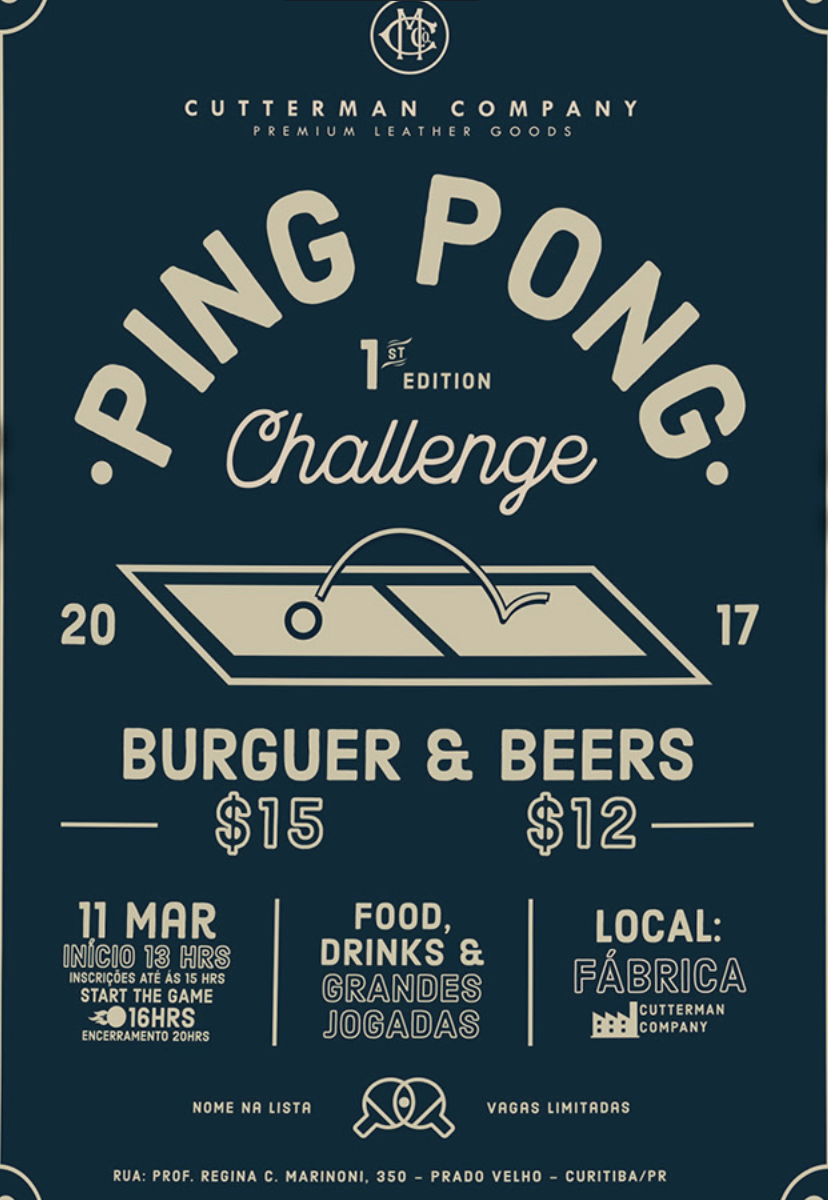 MCCo
CUTTERMAN COMPANY
PREMIUM LEATHER GOODS
PING PONG
1ST EDITION
Challenge
20 17
BURGUER & BEERS
$15 $12
11 MAR
INÍCIO 13 HRS
INSCRIÇÕES ATÉ ÁS 15 HRS
START THE GAME
16HRS
ENCERRAMENTO 20HRS
FOOD,
DRINKS &
GRANDES
JOGADAS
LOCAL:
FÁBRICA
CUTTERMAN
COMPANY
NOME NA LISTA VAGAS LIMITADAS
RUA: PROF. REGINA C. MARINONI, 350 – PRADO VELHO – CURITIBA/PR